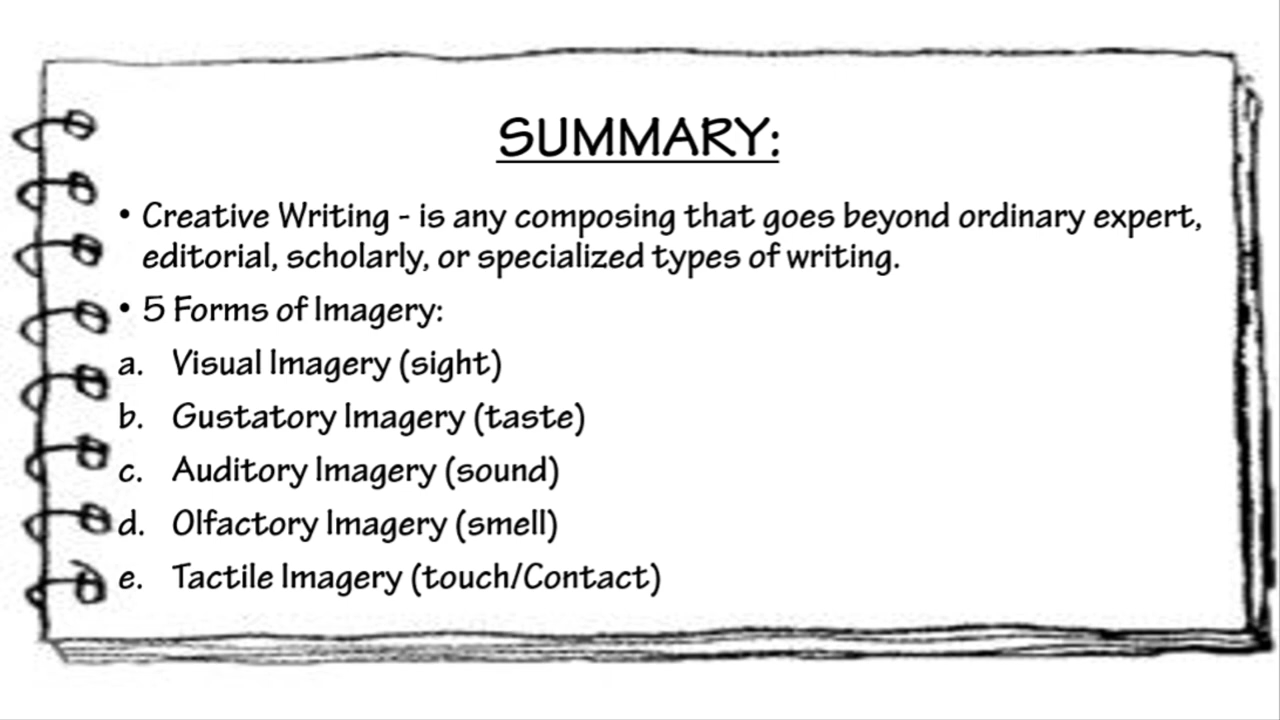 SUMMARY:
• Creative Writing - is any composing that goes beyond ordinary expert,
editorial, scholarly, or specialized types of writing.
• 5 Forms of Imagery:
a. Visual Imagery (sight)
b. Gustatory Imagery (taste)
c. Auditory Imagery (sound)
d. Olfactory Imagery (smell)
e. Tactile Imagery (touch/Contact)